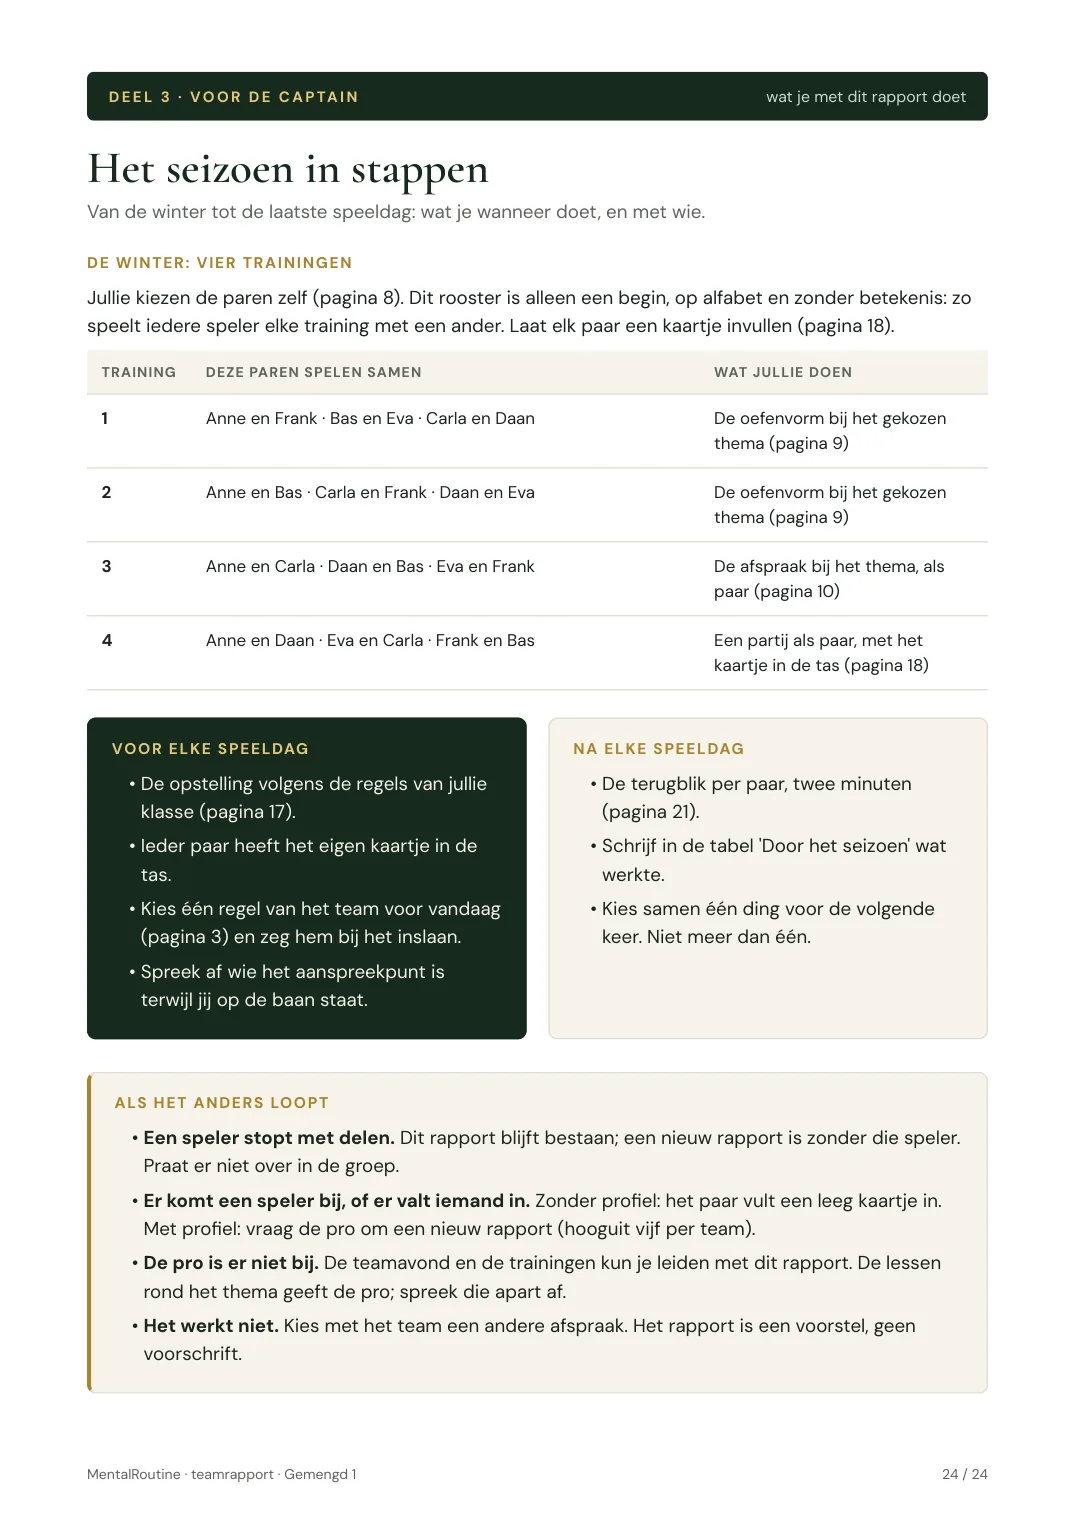 DEEL 3 · VOOR DE CAPTAIN
wat je met dit rapport doet
Het seizoen in stappen
Van de winter tot de laatste speeldag: wat je wanneer doet, en met wie.
DE WINTER: VIER TRAININGEN
Jullie kiezen de paren zelf (pagina 8). Dit rooster is alleen een begin, op alfabet en zonder betekenis: zo
speelt iedere speler elke training met een ander. Laat elk paar een kaartje invullen (pagina 18).
TRAINING DEZE PAREN SPELEN SAMEN WAT JULLIE DOEN
1 Anne en Frank · Bas en Eva · Carla en Daan De oefenvorm bij het gekozen
thema (pagina 9)
2 Anne en Bas · Carla en Frank · Daan en Eva De oefenvorm bij het gekozen
thema (pagina 9)
3 Anne en Carla · Daan en Bas · Eva en Frank De afspraak bij het thema, als
paar (pagina 10)
4 Anne en Daan · Eva en Carla · Frank en Bas Een partij als paar, met het
kaartje in de tas (pagina 18)
VOOR ELKE SPEELDAG
• De opstelling volgens de regels van jullie
klasse (pagina 17).
• Ieder paar heeft het eigen kaartje in de
tas.
• Kies één regel van het team voor vandaag
(pagina 3) en zeg hem bij het inslaan.
• Spreek af wie het aanspreekpunt is
terwijl jij op de baan staat.
NA ELKE SPEELDAG
• De terugblik per paar, twee minuten
(pagina 21).
• Schrijf in de tabel 'Door het seizoen' wat
werkte.
• Kies samen één ding voor de volgende
keer. Niet meer dan één.
ALS HET ANDERS LOOPT
• Een speler stopt met delen. Dit rapport blijft bestaan; een nieuw rapport is zonder die speler.
Praat er niet over in de groep.
• Er komt een speler bij, of er valt iemand in. Zonder profiel: het paar vult een leeg kaartje in.
Met profiel: vraag de pro om een nieuw rapport (hooguit vijf per team).
• De pro is er niet bij. De teamavond en de trainingen kun je leiden met dit rapport. De lessen
rond het thema geeft de pro; spreek die apart af.
• Het werkt niet. Kies met het team een andere afspraak. Het rapport is een voorstel, geen
voorschrift.
MentalRoutine · teamrapport · Gemengd 1
24 / 24